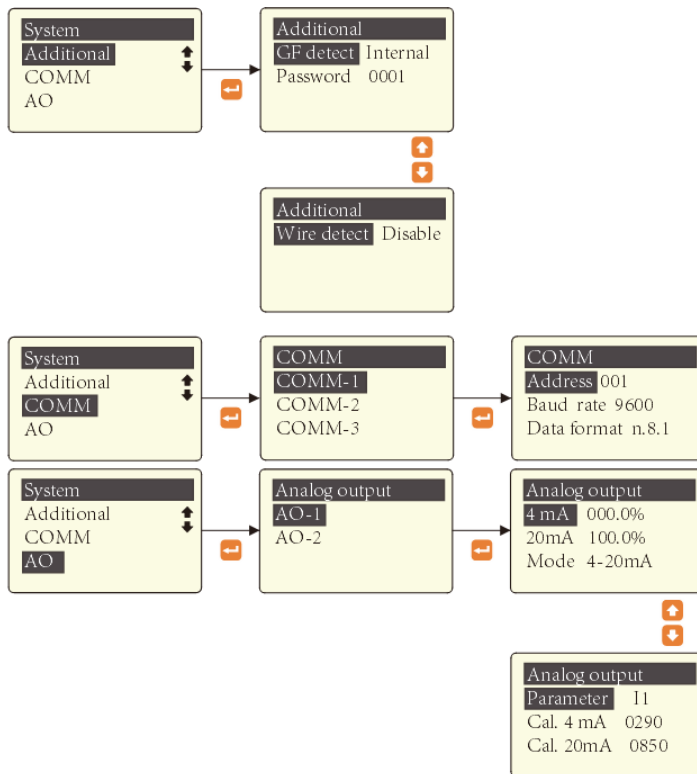 System
Additional
COMM
AO
Additional
GF detect Internal
Password 0001
Additional
Wire detect Disable
System
Additional
COMM
AO
COMM
COMM-1
COMM-2
COMM-3
COMM
Address 001
Baud rate 9600
Data format n.8.1
System
Additional
COMM
AO
Analog output
AO-1
AO-2
Analog output
4 mA 000.0%
20mA 100.0%
Mode 4-20mA
Analog output
Parameter I1
Cal. 4 mA 0290
Cal. 20mA 0850